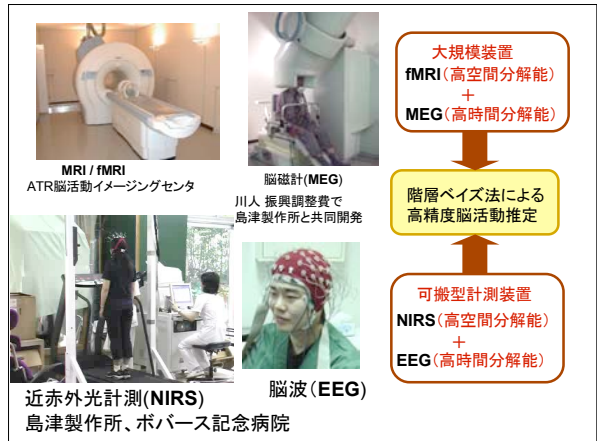 MRI / fMRI
ATR脳活動イメージングセンタ
脳磁計(MEG)
川人 振興調整費で
島津製作所と共同開発
大規模装置
fMRI(高空間分解能)
+
MEG(高時間分解能)
階層ベイズ法による
高精度脳活動推定
可搬型計測装置
NIRS(高空間分解能)
+
EEG(高時間分解能)
近赤外光計測(NIRS)
島津製作所、ボバース記念病院
脳波(EEG)